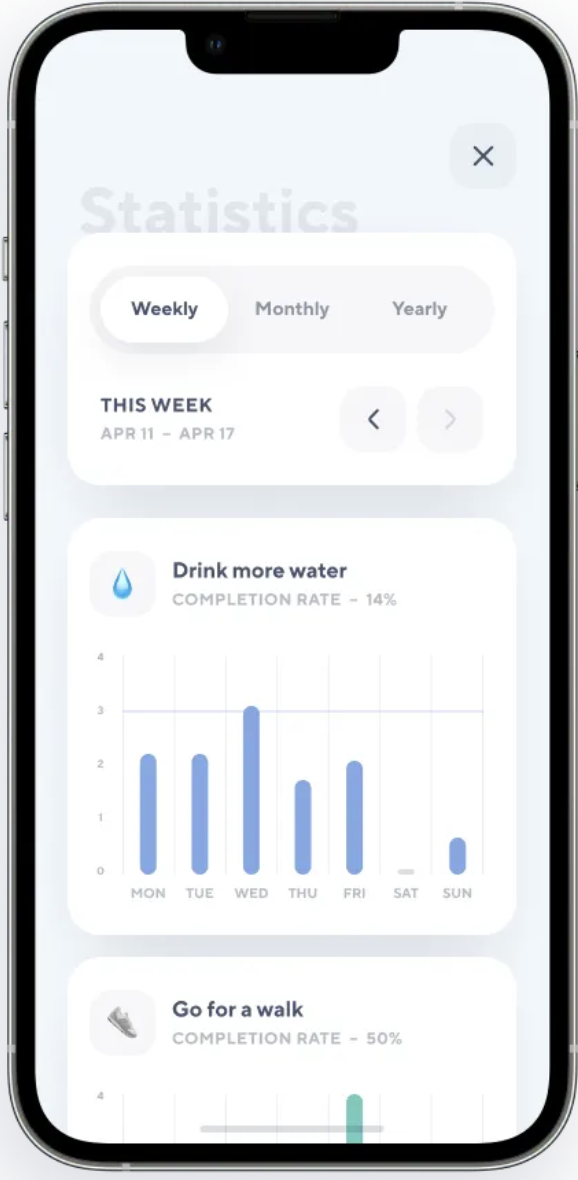 Statistics
Weekly Monthly Yearly
THIS WEEK
APR 11 – APR 17
Drink more water
COMPLETION RATE – 14%
4
3
2
1
0
MON TUE WED THU FRI SAT SUN
Go for a walk
COMPLETION RATE – 50%
4